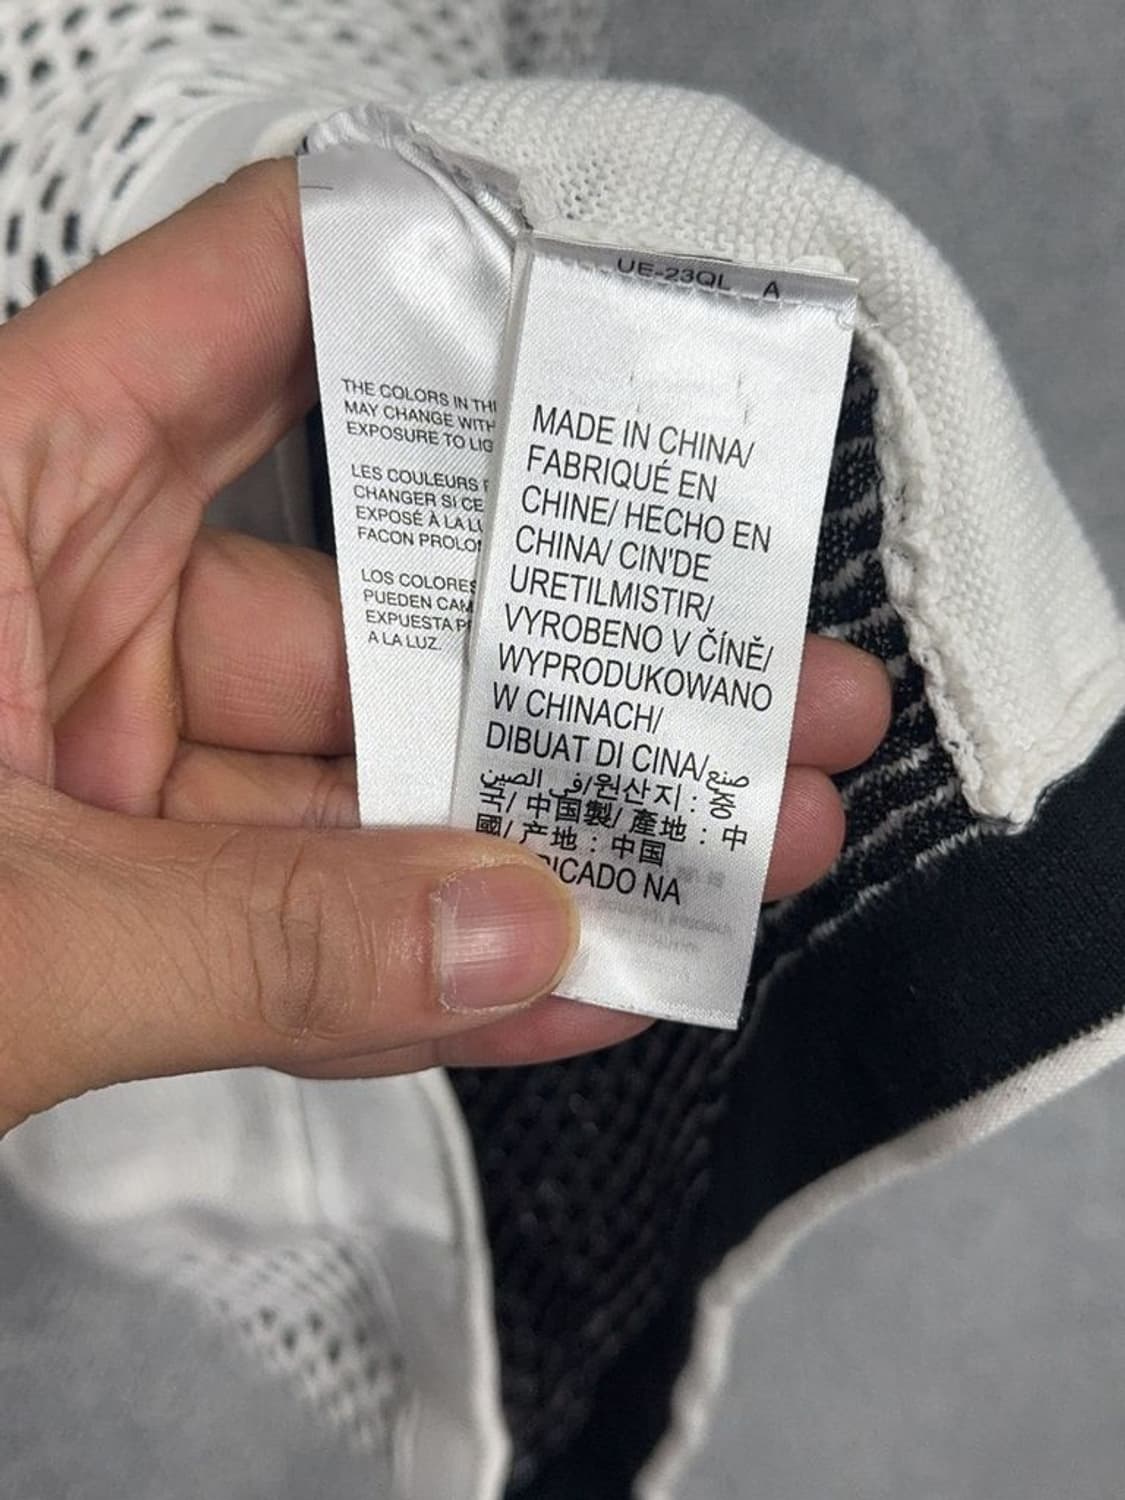 THE COLORS IN THI
MAY CHANGE WITH
EXPOSURE TO LIG
LES COULEURS
CHANGER SI CE
EXPOSÉ À LA LU
FACON PROLO
LOS COLORES
PUEDEN CAM
EXPUESTA P
A LA LUZ.
UE-23QL A
MADE IN CHINA/
FABRIQUÉ EN
CHINE/ HECHO EN
CHINA/ CIN'DE
URETILMISTIR/
VYROBENO V ČÍNĚ/
WYPRODUKOWANO
W CHINACH/
DIBUAT DI CINA/صنع
في الصين/원산지 : 중
국/ 中国製/ 產地 : 中
國/ 产地 : 中国
RICADO NA